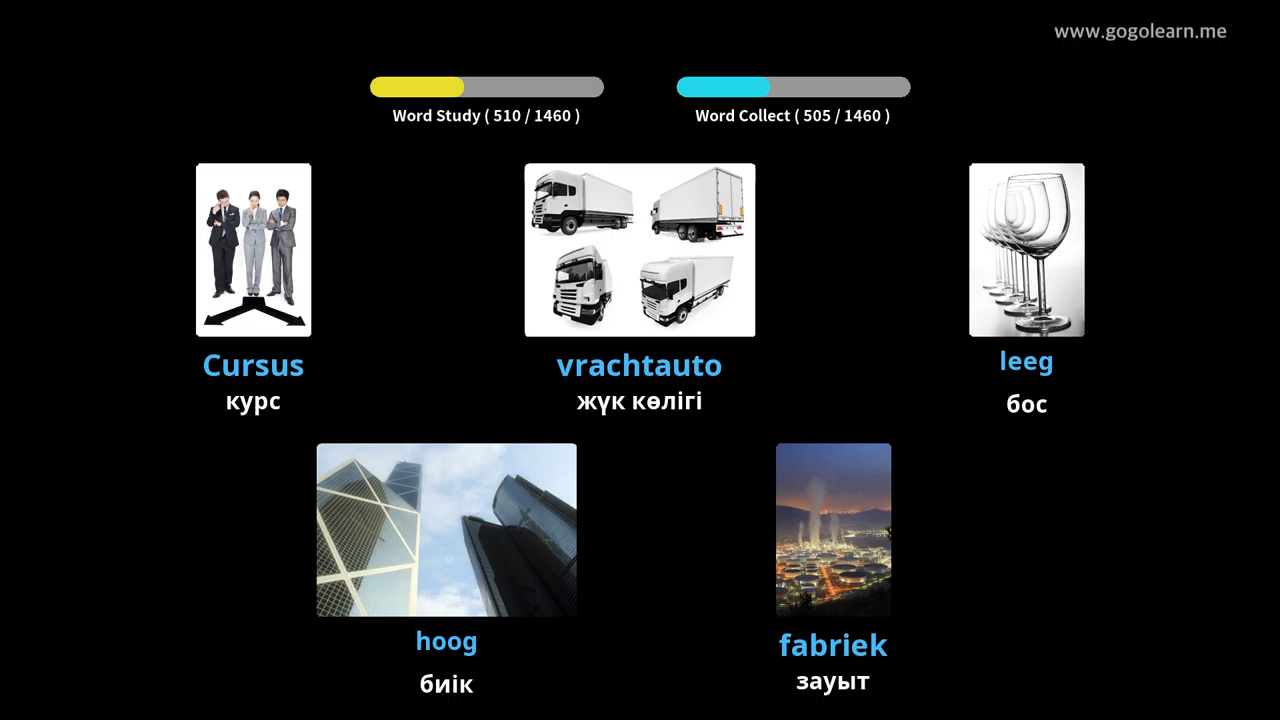 www.gogolearn.me
Word Study ( 510 / 1460 )
Word Collect ( 505 / 1460 )
Cursus
курс
vrachtauto
жүк көлігі
leeg
бос
hoog
биік
fabriek
зауыт